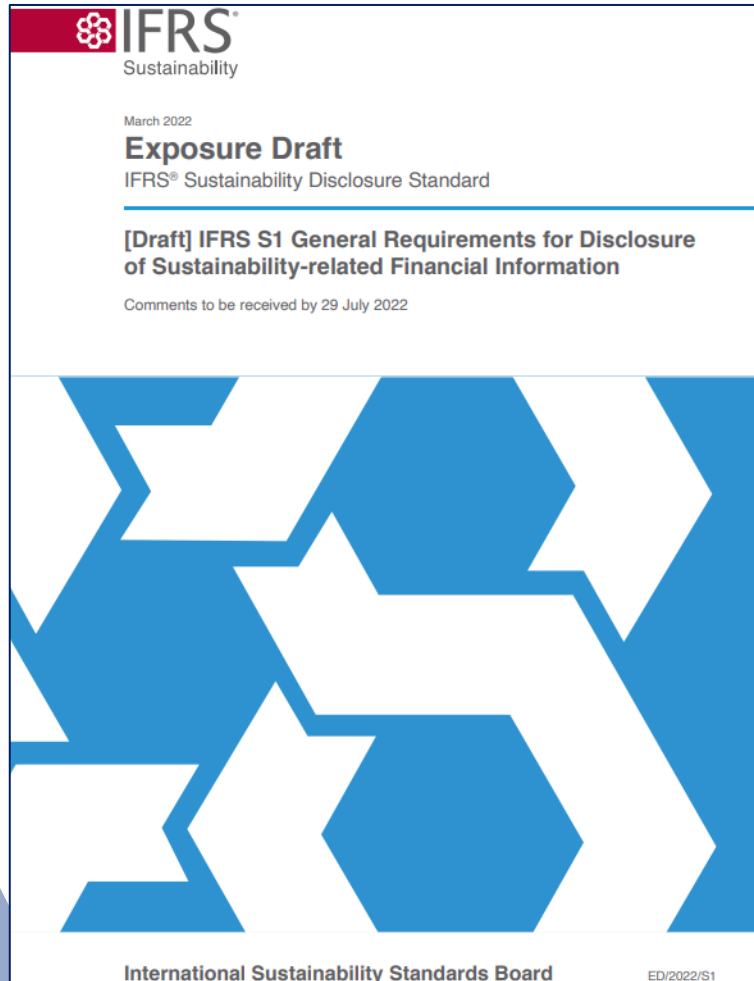 IFRS®
Sustainability
March 2022
Exposure Draft
IFRS® Sustainability Disclosure Standard
[Draft] IFRS S1 General Requirements for Disclosure
of Sustainability-related Financial Information
Comments to be received by 29 July 2022
International Sustainability Standards Board
ED/2022/S1